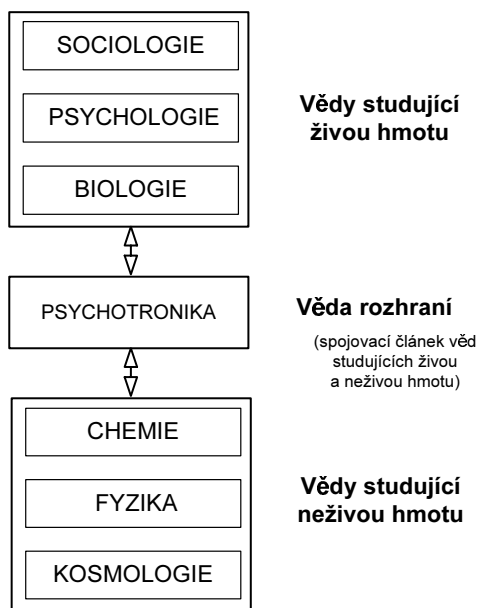 SOCIOLOGIE
PSYCHOLOGIE
BIOLOGIE
Vědy studující
živou hmotu
PSYCHOTRONIKA
Věda rozhraní
(spojovací článek věd
studujících živou
a neživou hmotu)
CHEMIE
FYZIKA
KOSMOLOGIE
Vědy studující
neživou hmotu